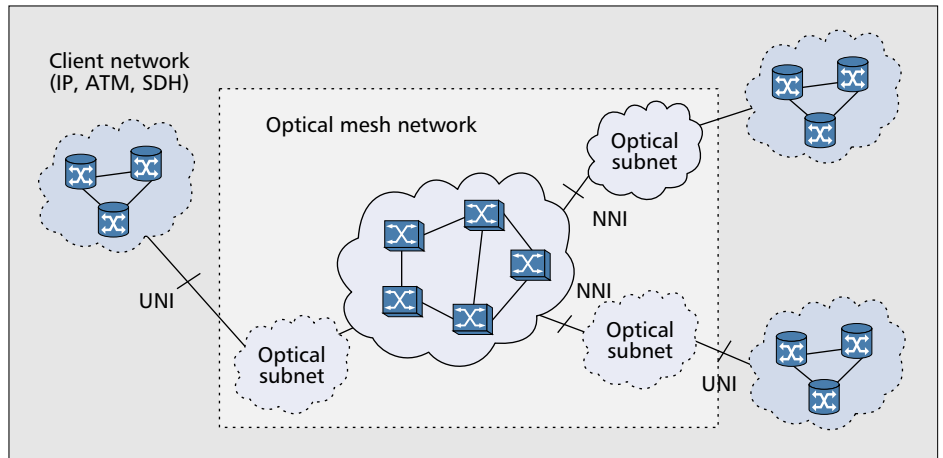 Client network
(IP, ATM, SDH)
Optical mesh network
Optical
subnet
NNI
UNI
NNI
Optical
subnet
Optical
subnet
UNI